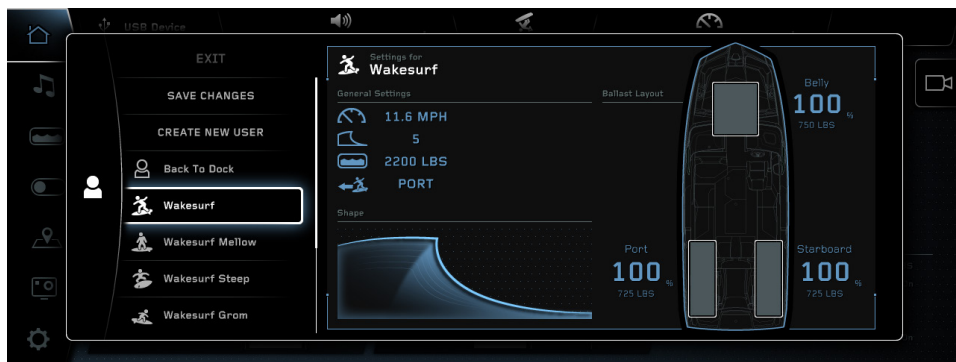 USB Device
EXIT
SAVE CHANGES
CREATE NEW USER
Back To Dock
Wakesurf
Wakesurf Mellow
Wakesurf Steep
Wakesurf Grom
Settings for
Wakesurf
General Settings
11.6 MPH
5
2200 LBS
PORT
Shape
Ballast Layout
Belly
100 %
750 LBS
Port
100 %
725 LBS
Starboard
100 %
725 LBS